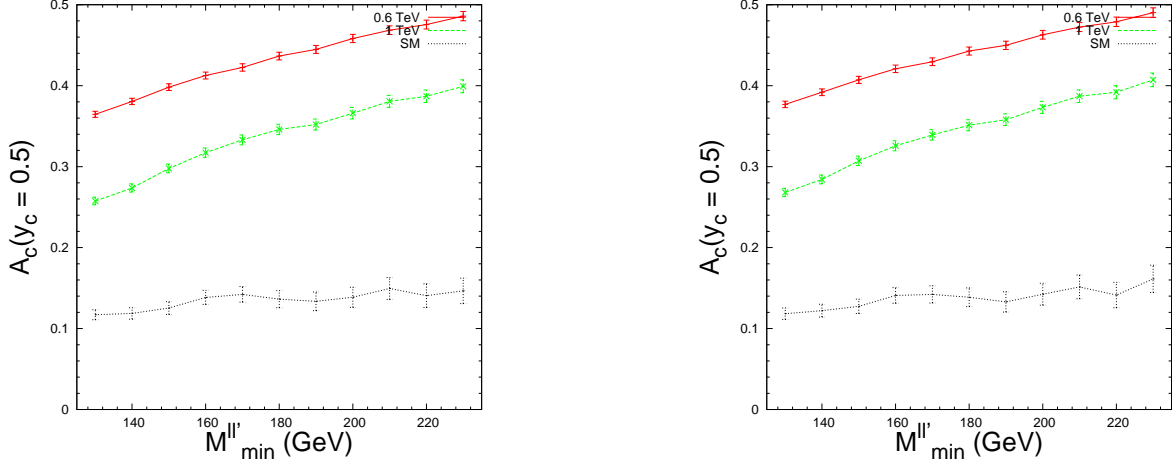 0.5
0.4
0.3
0.2
0.1
0
A_c(y_c = 0.5)
0.6 TeV
1 TeV
SM
140 160 180 200 220
M^{ll'}_{min} (GeV)
0.5
0.4
0.3
0.2
0.1
0
A_c(y_c = 0.5)
0.6 TeV
1 TeV
SM
140 160 180 200 220
M^{ll'}_{min} (GeV)